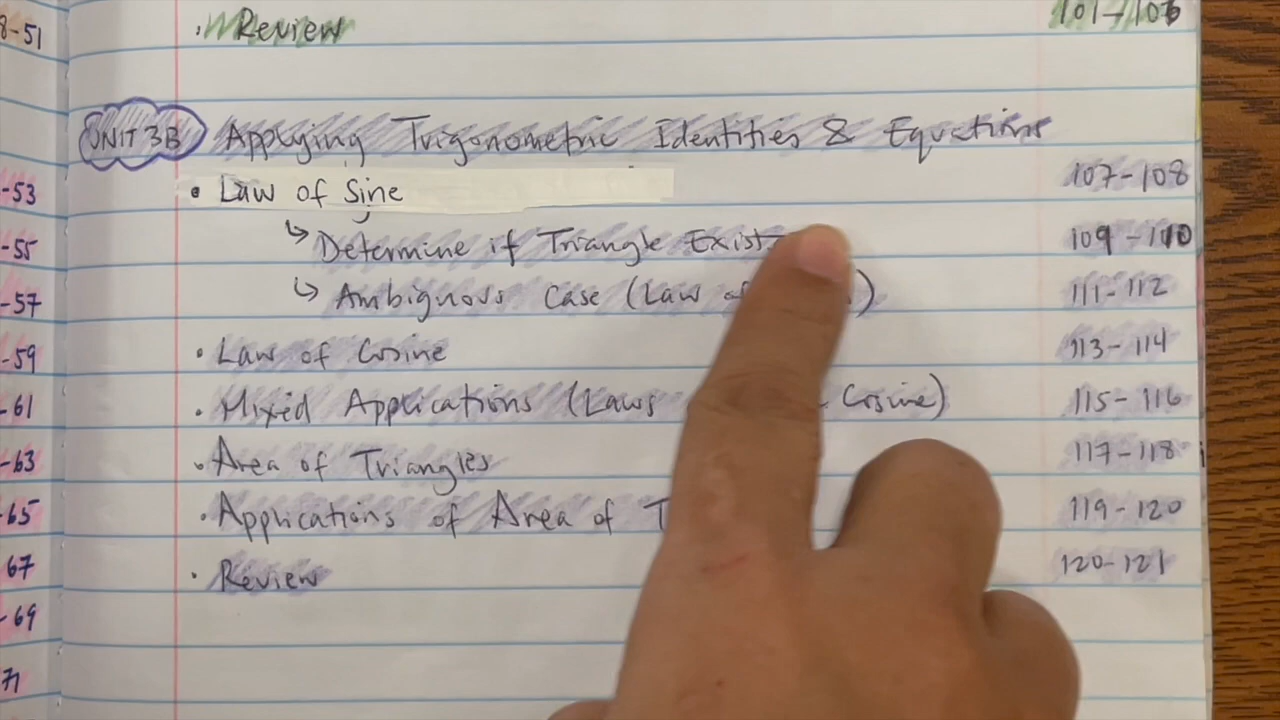 8-51 · Review 101-106
UNIT 3B Applying Trigonometric Identities & Equations
-53 • Law of Sine 107-108
-55 ↳ Determine if Triangle Exist 109-110
-57 ↳ Ambiguous Case (Law of ) 111-112
-59 • Law of Cosine 113-114
-61 • Mixed Applications (Laws Cosine) 115-116
-63 • Area of Triangles 117-118
-65 • Applications of Area of T 119-120
67 • Review 120-121
-69
71